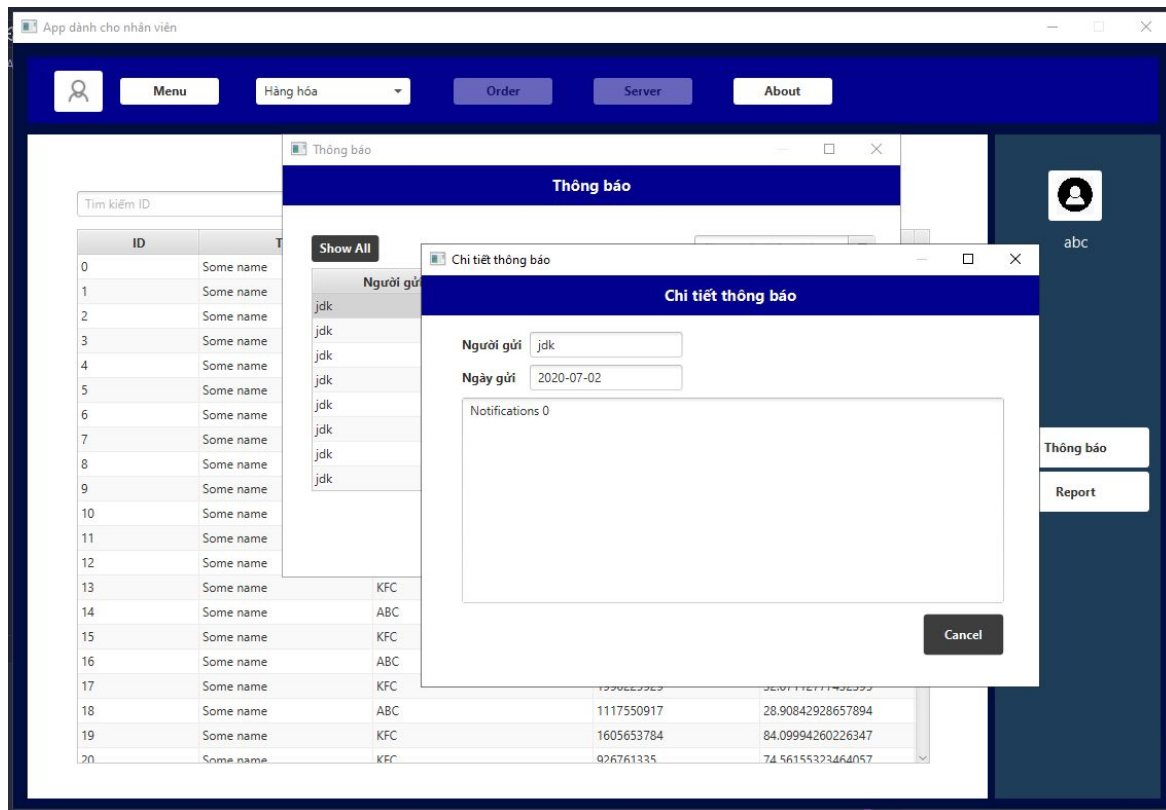 App dành cho nhân viên
Menu
Hàng hóa
Order
Server
About
Thông báo
Thông báo
Tìm kiếm ID
abc
ID
Show All
Chi tiết thông báo
Chi tiết thông báo
Người gửi
Người gửi jdk
Ngày gửi 2020-07-02
Notifications 0
Cancel
Thông báo
Report
jdk
jdk
jdk
jdk
jdk
jdk
jdk
jdk
0 Some name
1 Some name
2 Some name
3 Some name
4 Some name
5 Some name
6 Some name
7 Some name
8 Some name
9 Some name
10 Some name
11 Some name
12 Some name
13 Some name KFC
14 Some name ABC
15 Some name KFC
16 Some name ABC
17 Some name KFC
18 Some name ABC 1117550917 28.90842928657894
19 Some name KFC 1605653784 84.09994260226347
20 Some name KFC 926761335 74.56155323464057